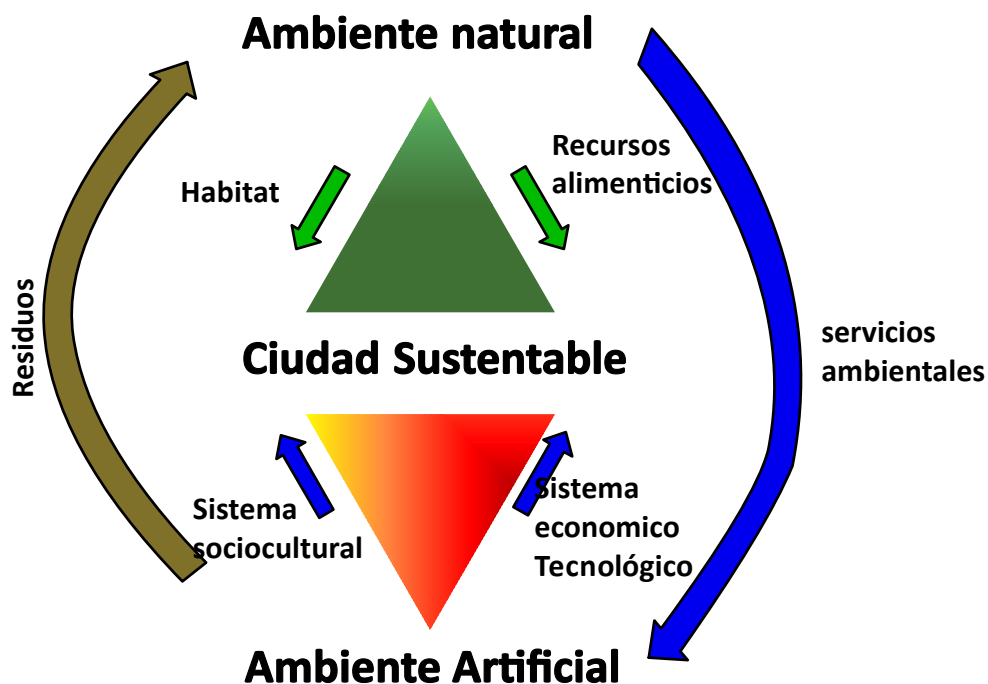 Ambiente natural
Recursos
alimenticios
Habitat
Residuos
Ciudad Sustentable
servicios
ambientales
Sistema
sociocultural
Sistema
economico
Tecnológico
Ambiente Artificial